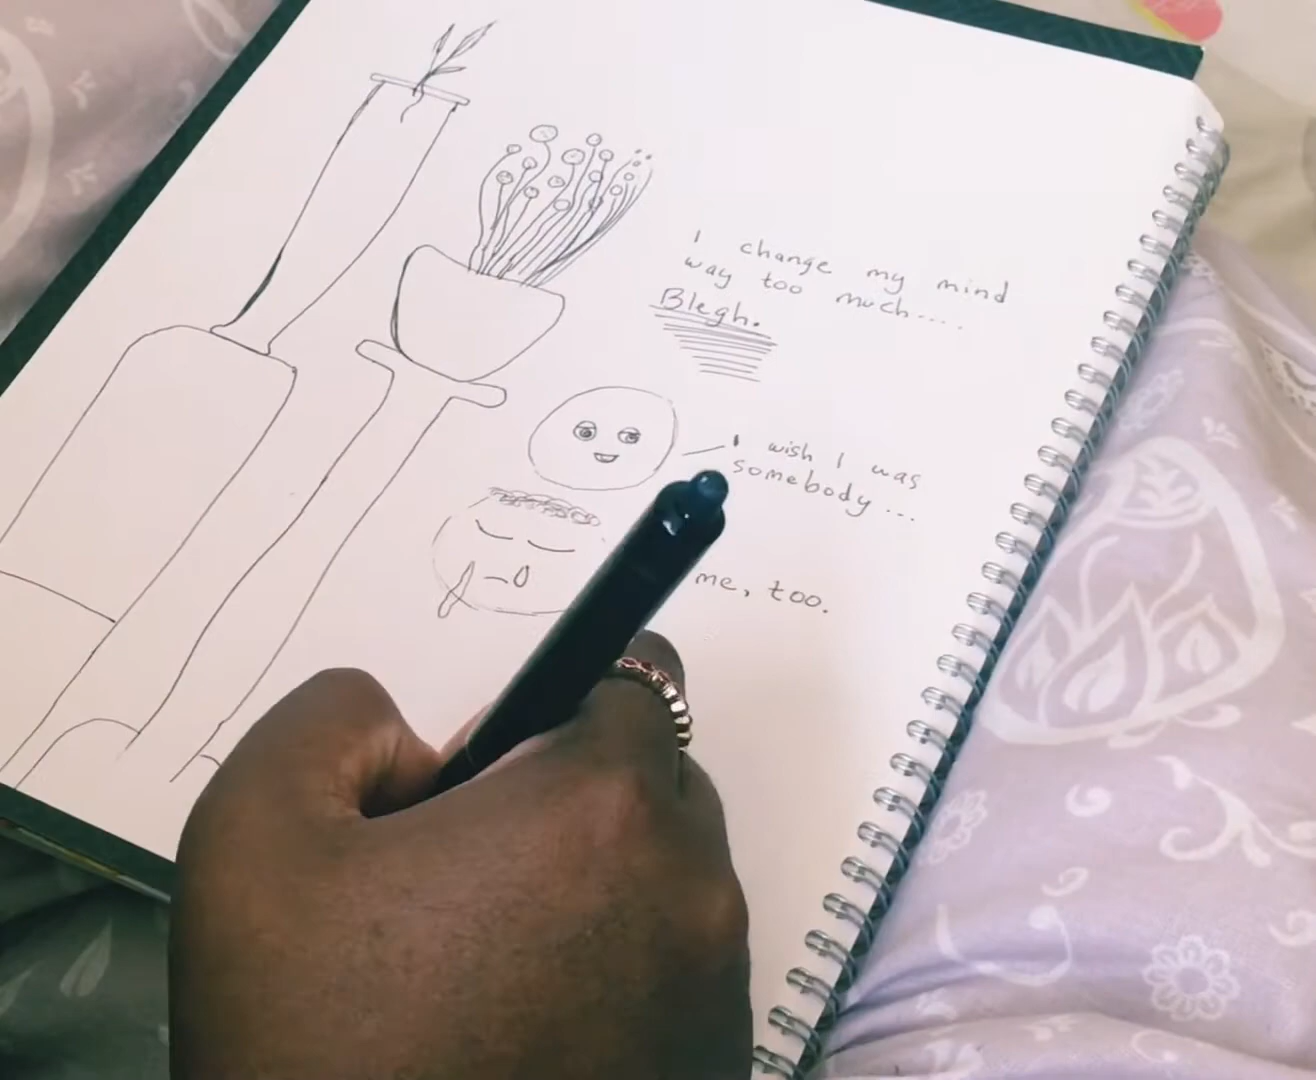 I change my mind
way too much....
Blegh.
I wish I was
somebody...
me, too.